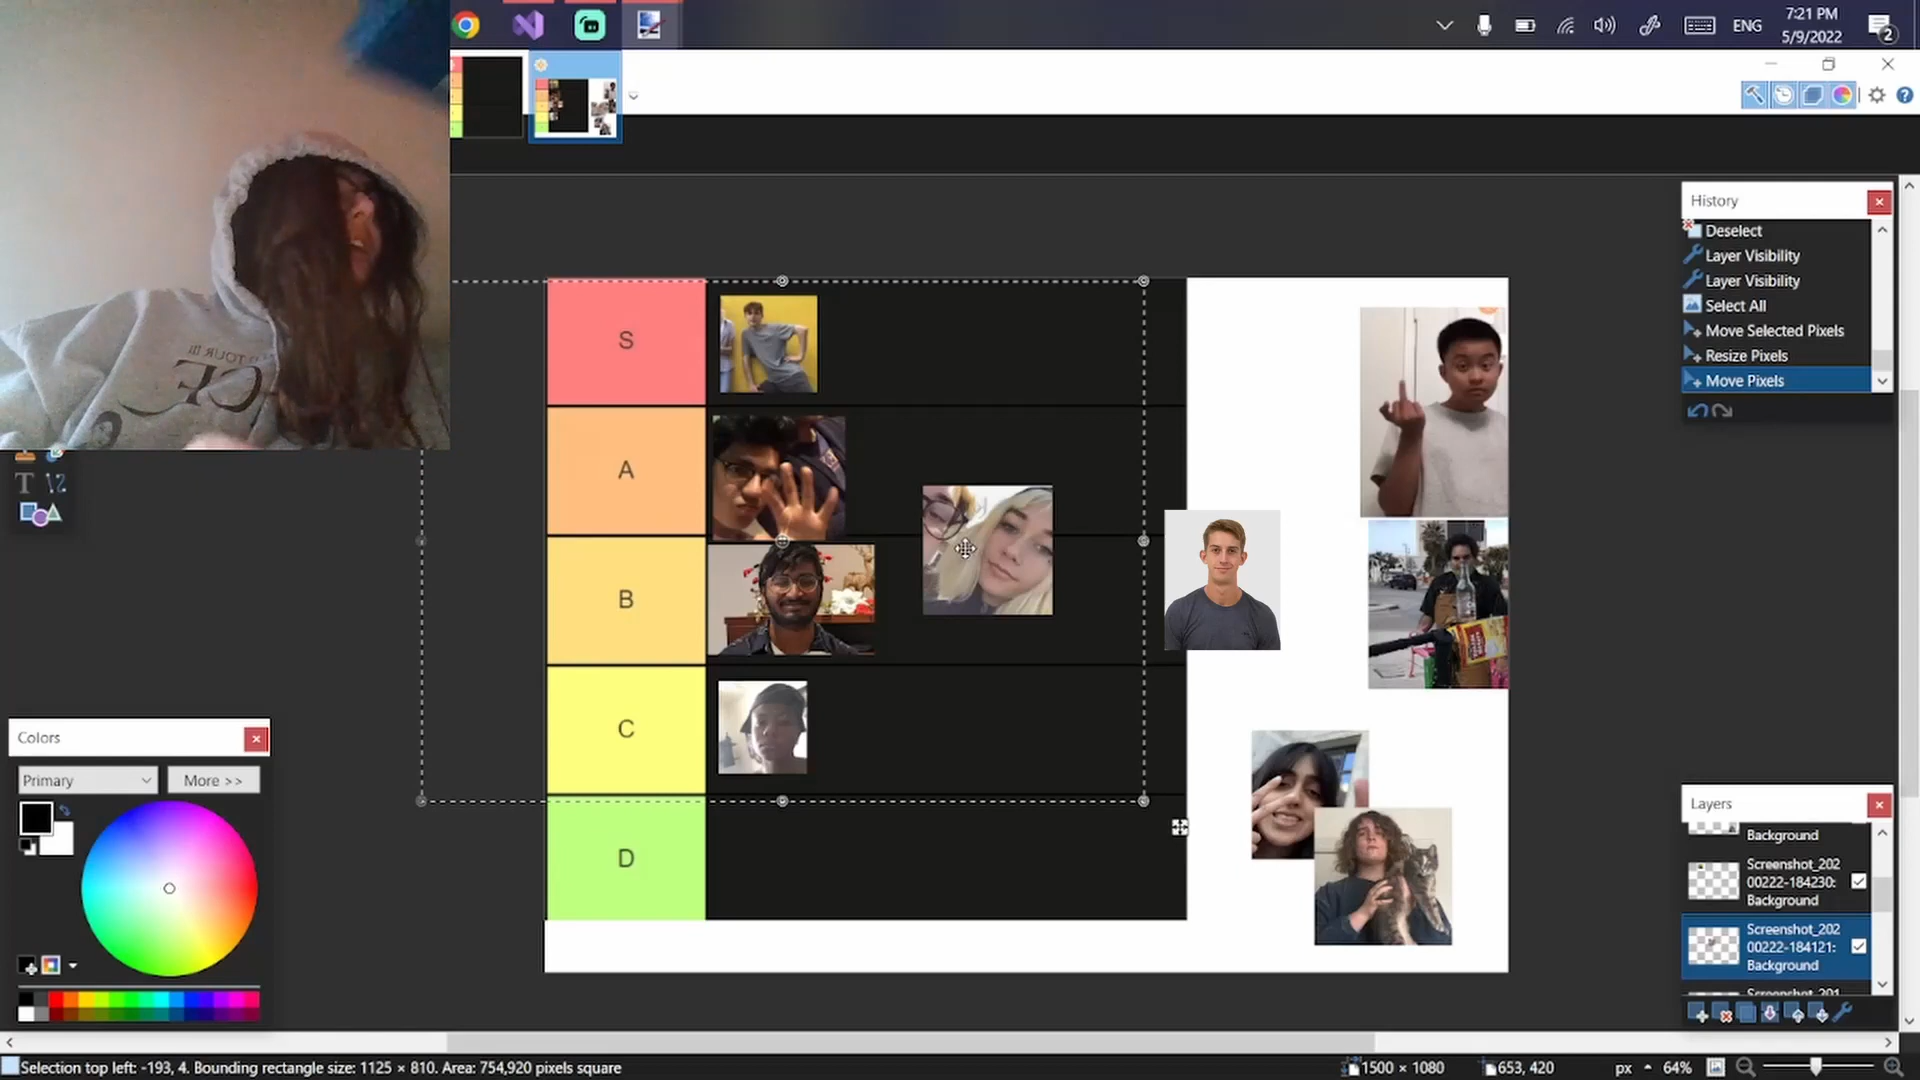 7:21 PM
ENG
5/9/2022
2
History
Deselect
Layer Visibility
Layer Visibility
Select All
Move Selected Pixels
Resize Pixels
Move Pixels
S
A
B
C
D
T
Colors
Primary
More >>
Layers
Background
Screenshot_202
00222-184230:
Background
Screenshot_202
00222-184121:
Background
Screenshot_201
Selection top left: -193, 4. Bounding rectangle size: 1125 × 810. Area: 754,920 pixels square
1500 × 1080
653, 420
px
64%